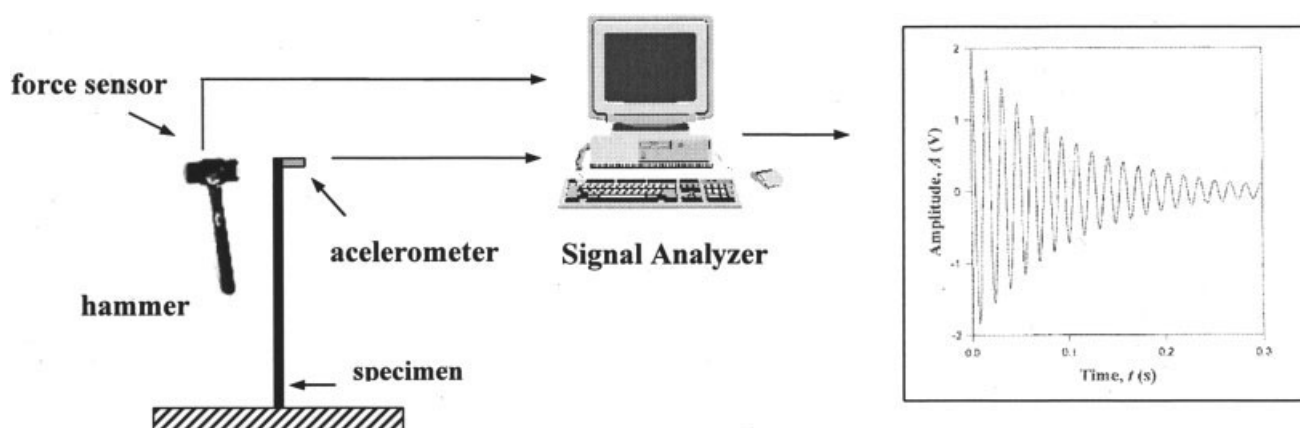 force sensor
hammer
acelerometer
specimen
Signal Analyzer
Amplitude, A (V)
2
1
0
-1
-2
0.0 0.1 0.2 0.3
Time, t (s)